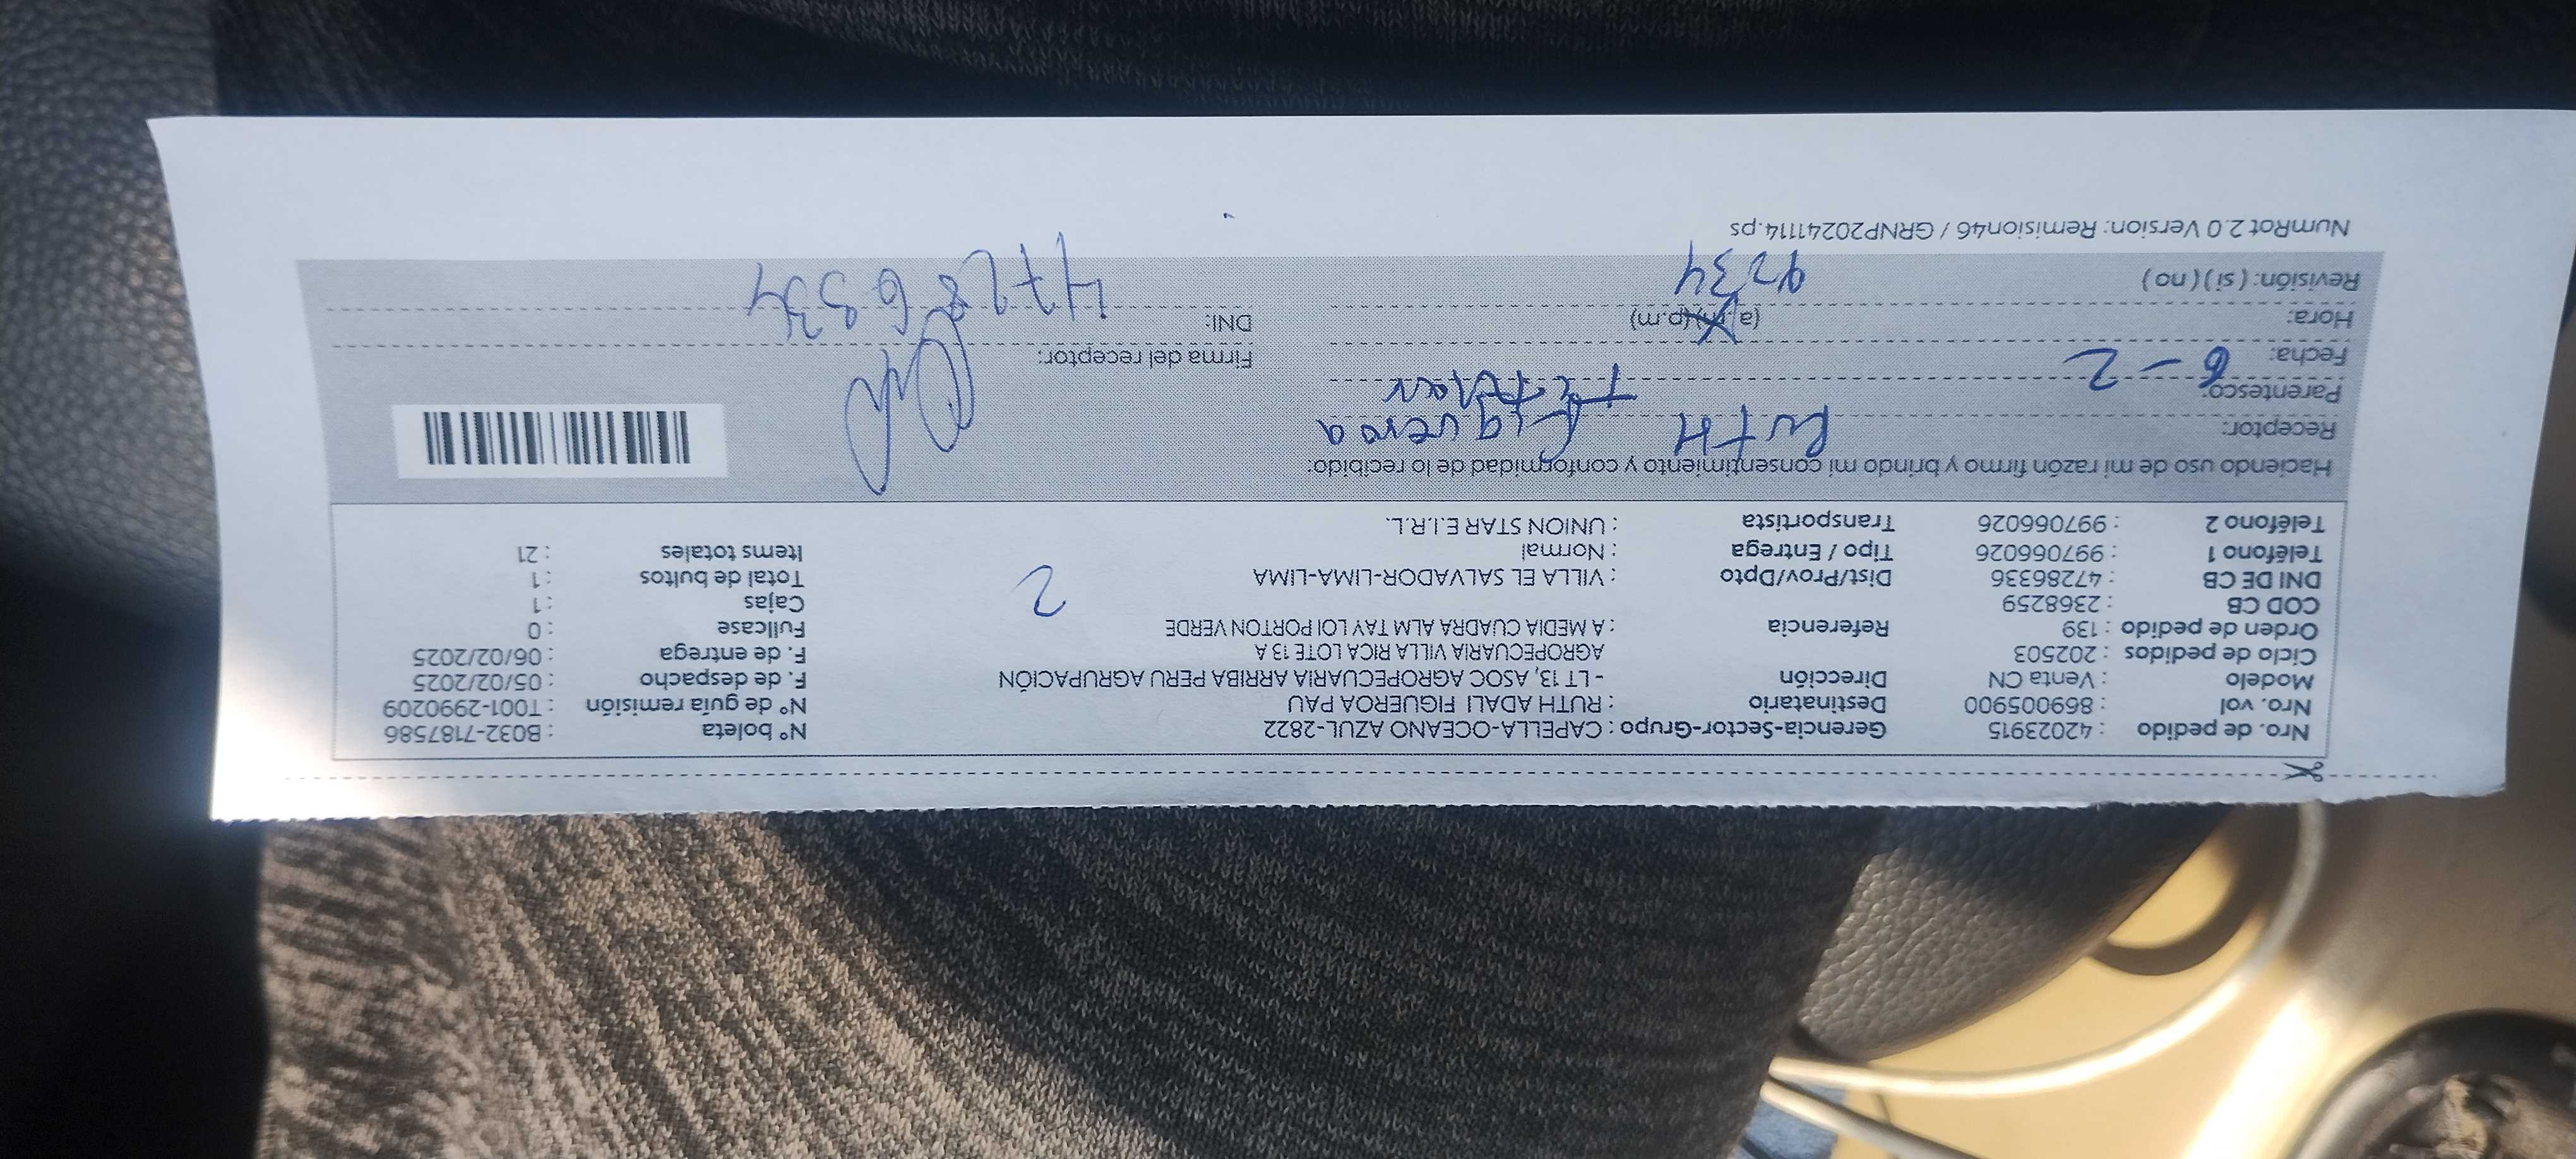 Nro. de pedido : 42023915 Gerencia-Sector-Grupo : CAPELLA-OCEANO AZUL-2822 N° boleta : B032-7187586
Nro. vol : 869005900 Destinatario : RUTH ADALI FIGUEROA PAU N° de guía remisión : T001-2990209
Modelo : Venta CN Dirección - LT 13, ASOC AGROPECUARIA ARRIBA PERU AGRUPACIÓN F. de despacho : 05/02/2025
Ciclo de pedidos : 202503 AGROPECUARIA VILLA RICA LOTE 13 A F. de entrega : 06/02/2025
Orden de pedido : 139 Referencia : A MEDIA CUADRA ALM TAY LOI PORTON VERDE Fullcase : 0
COD CB : 2368259 Cajas : 1
DNI DE CB : 47286336 Dist/Prov/Dpto : VILLA EL SALVADOR-LIMA-LIMA 2 Total de bultos : 1
Teléfono 1 : 997066026 Tipo / Entrega : Normal Items totales : 21
Teléfono 2 : 997066026 Transportista : UNION STAR E.I.R.L.
Haciendo uso de mi razón firmo y brindo mi consentimiento y conformidad de lo recibido:
Receptor: Ruth Figueroa
Parentesco: Titular
Fecha: 6-2 Firma del receptor:
Hora: (a.m) (p.m) DNI:
Revisión: ( si ) ( no ) 9234 47286334
NumRot 2.0 Version: Remision46 / GRNP20241114.ps